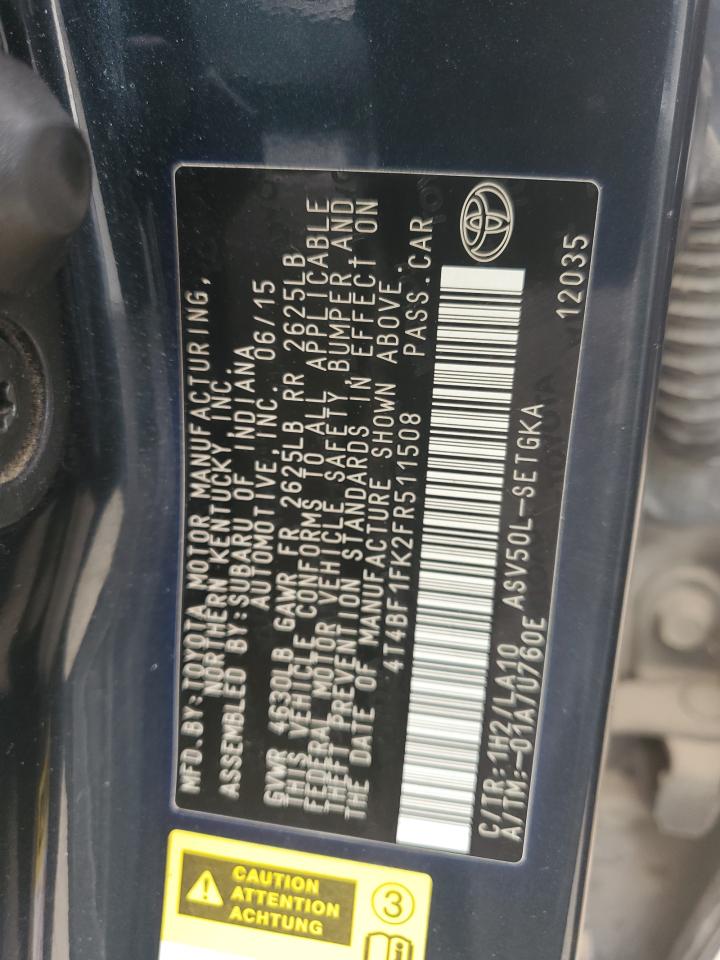 MFD.BY:TOYOTA MOTOR MANUFACTURING,
NORTHERN KENTUCKY INC.
ASSEMBLED BY:SUBARU OF INDIANA
AUTOMOTIVE,INC. 06/15
GVWR 4630LB GAWR FR 2625LB RR 2625LB
THIS VEHICLE CONFORMS TO ALL APPLICABLE
FEDERAL MOTOR VEHICLE SAFETY,BUMPER AND
THEFT PREVENTION STANDARDS IN EFFECT ON
THE DATE OF MANUFACTURE SHOWN ABOVE.
4T4BF1FK2FR511508 PASS.CAR
C/TR:1H2/LA10 ASV50L-SETGKA
A/TM:-01A/U760E 12035
CAUTION
ATTENTION
ACHTUNG
3